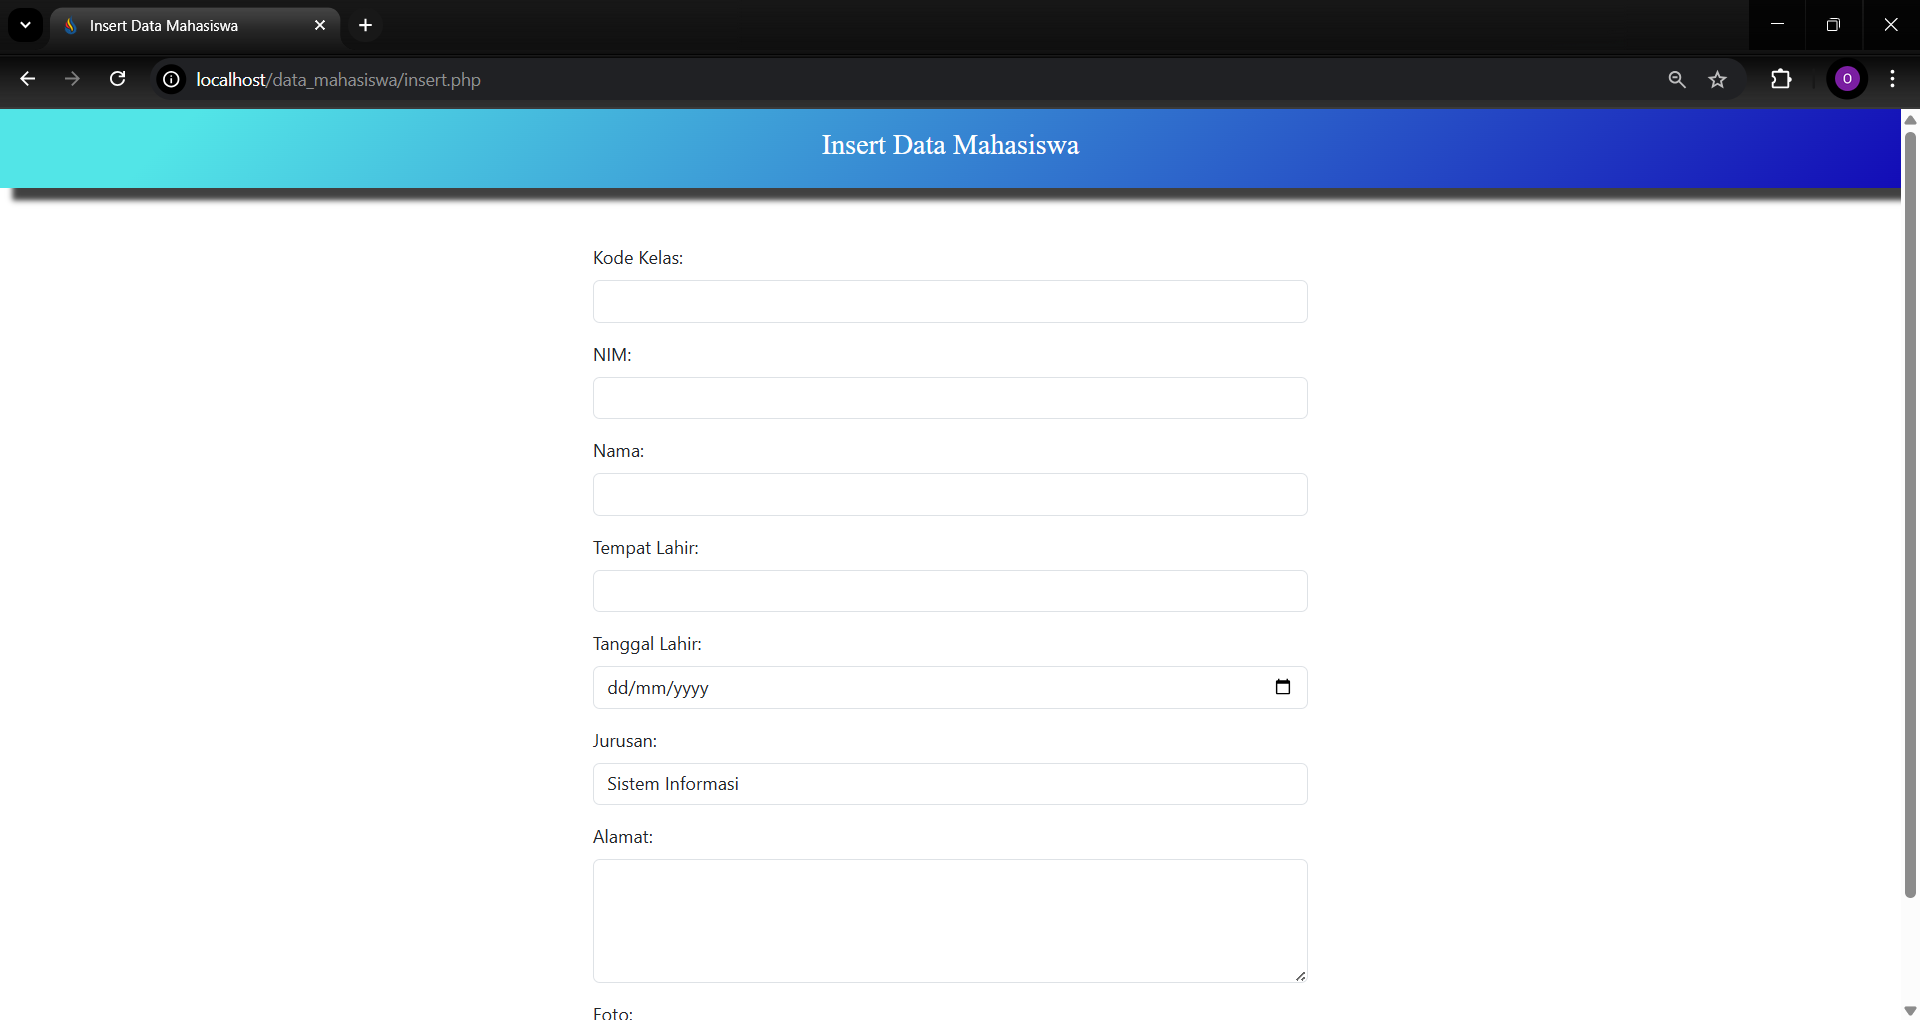 Insert Data Mahasiswa
localhost/data_mahasiswa/insert.php
O
Insert Data Mahasiswa
Kode Kelas:
NIM:
Nama:
Tempat Lahir:
Tanggal Lahir:
dd/mm/yyyy
Jurusan:
Sistem Informasi
Alamat:
Foto: